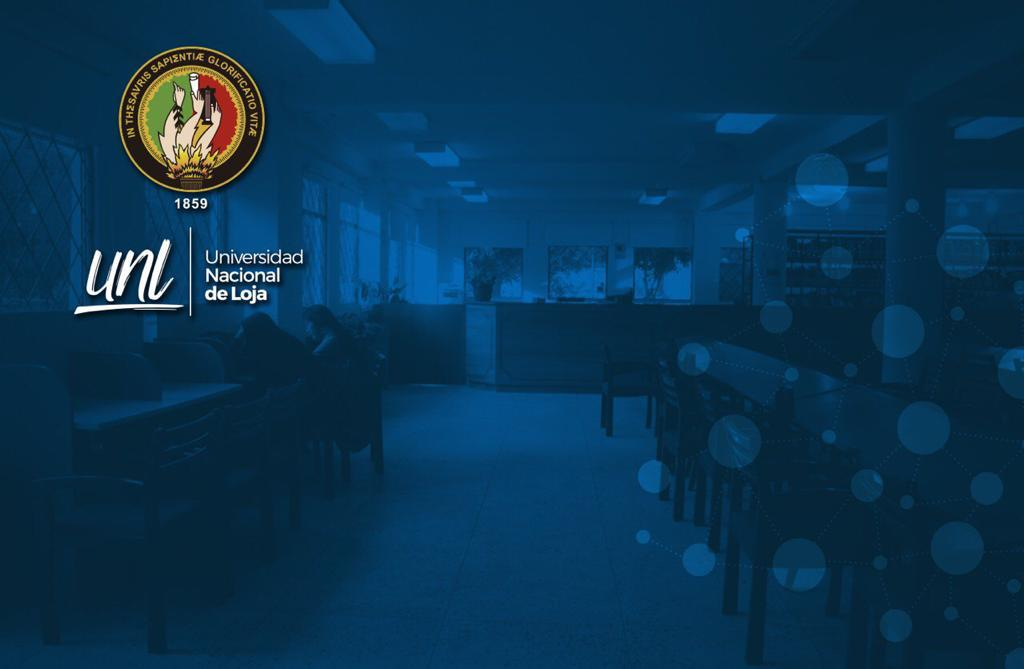 IN THESAVRIS SAPIENTIÆ GLORIFICATIO VITÆ
1859
unl
Universidad
Nacional
de Loja